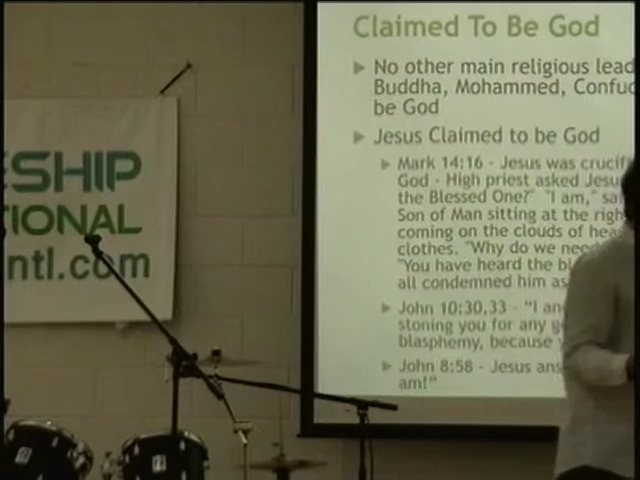 Claimed To Be God
No other main religious lead
Buddha, Mohammed, Confuc
be God
Jesus Claimed to be God
Mark 14:16 - Jesus was crucif
God - High priest asked Jesu
the Blessed One?" "I am," sa
Son of Man sitting at the righ
coming on the clouds of hea
clothes. "Why do we need
"You have heard the bl
all condemned him as
John 10:30,33 - "I an
stoning you for any g
blasphemy, because
John 8:58 - Jesus ans
am!"
ESHIP
TIONAL
ntl.com